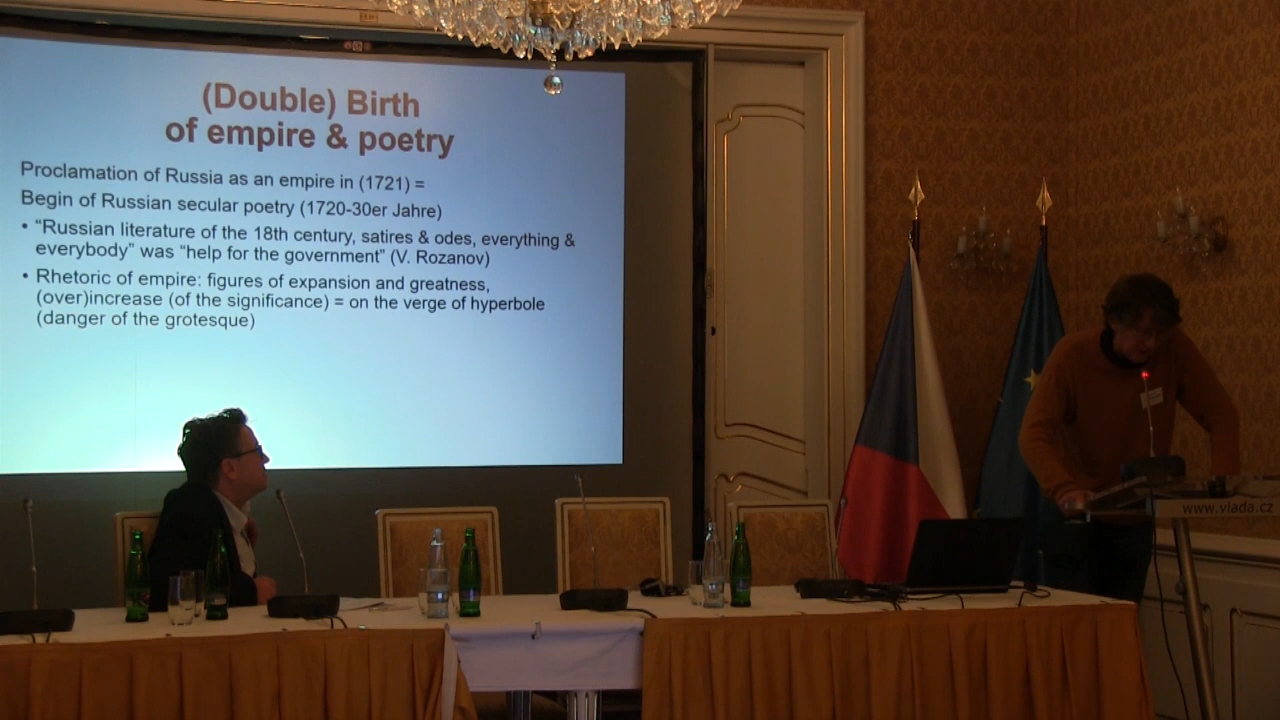 (Double) Birth
of empire & poetry
Proclamation of Russia as an empire in (1721) =
Begin of Russian secular poetry (1720-30er Jahre)
• “Russian literature of the 18th century, satires & odes, everything &
everybody” was “help for the government” (V. Rozanov)
• Rhetoric of empire: figures of expansion and greatness,
(over)increase (of the significance) = on the verge of hyperbole
(danger of the grotesque)
www.vlada.cz